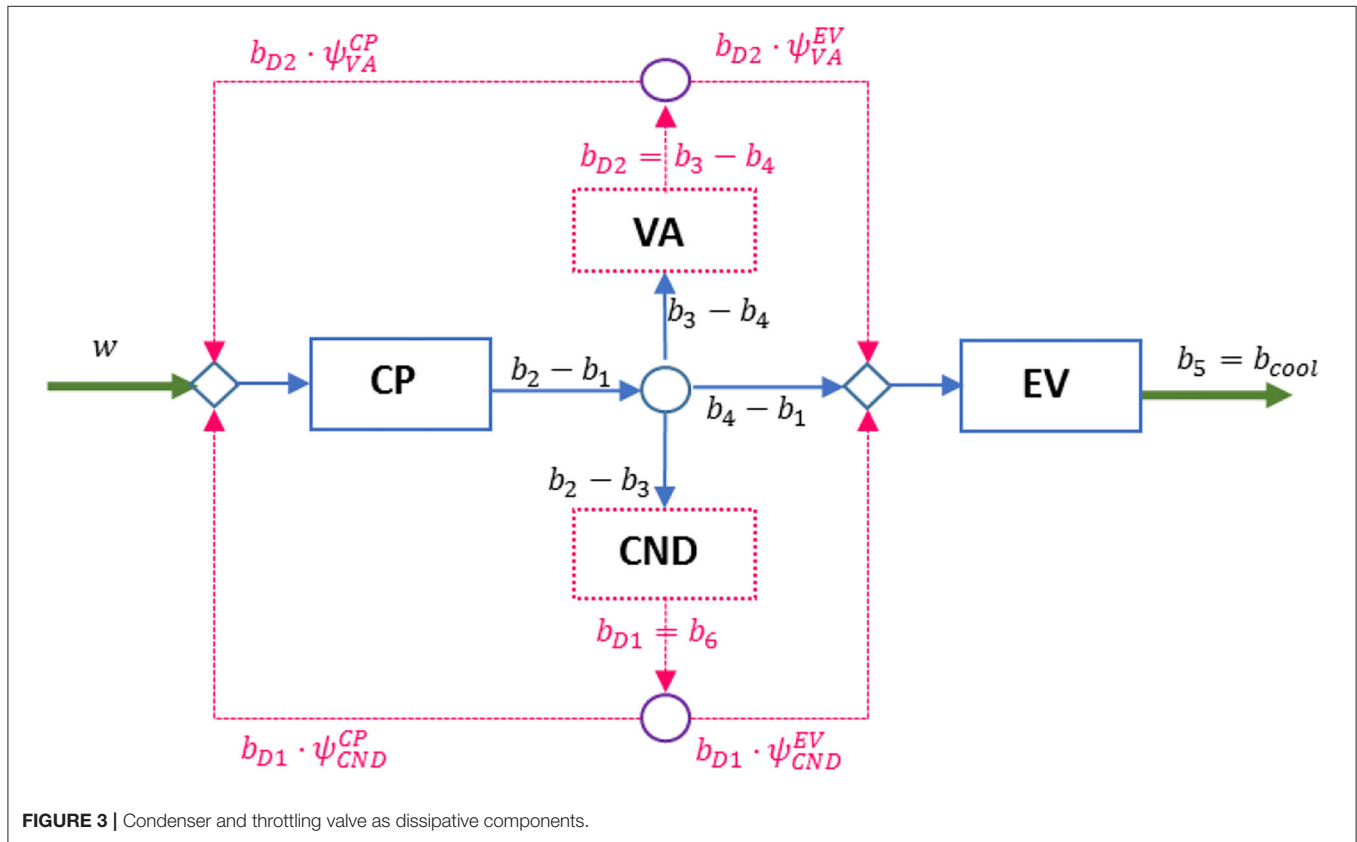 b_{D2} · ψ_{VA}^{CP}
b_{D2} · ψ_{VA}^{EV}
b_{D2} = b_3 − b_4
VA
b_3 − b_4
w
CP
b_2 − b_1
b_4 − b_1
EV
b_5 = b_{cool}
b_2 − b_3
CND
b_{D1} = b_6
b_{D1} · ψ_{CND}^{CP}
b_{D1} · ψ_{CND}^{EV}
FIGURE 3 | Condenser and throttling valve as dissipative components.